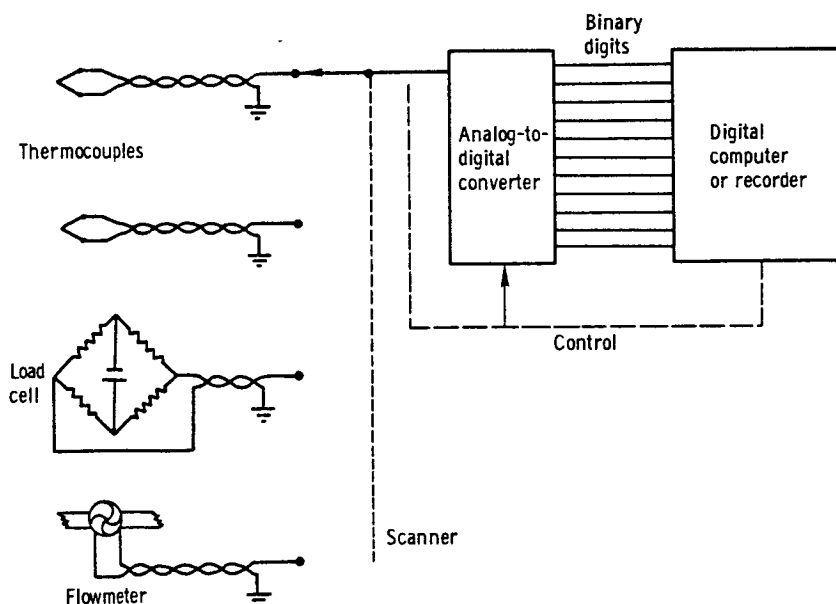 Binary
digits
Analog-to-
digital
converter
Digital
computer
or recorder
Thermocouples
Control
Load
cell
Scanner
Flowmeter